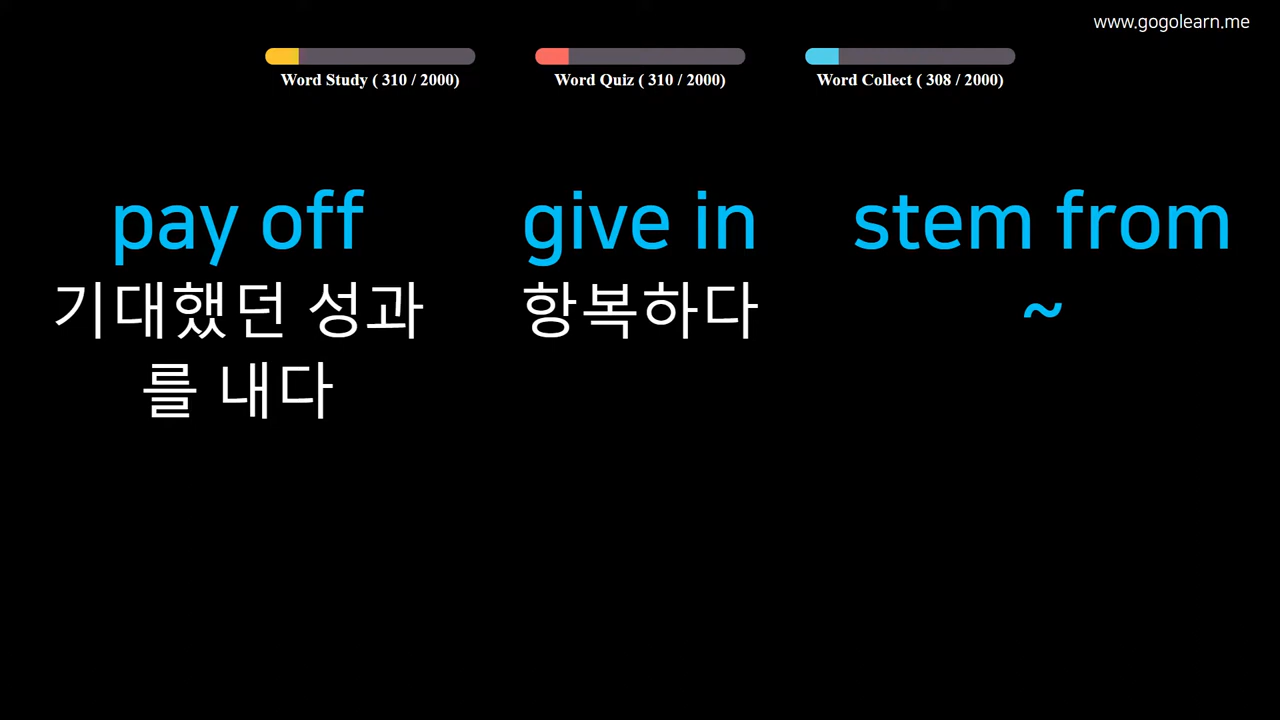 www.gogolearn.me
Word Study ( 310 / 2000)
Word Quiz ( 310 / 2000)
Word Collect ( 308 / 2000)
pay off
기대했던 성과
를 내다
give in
항복하다
stem from
~